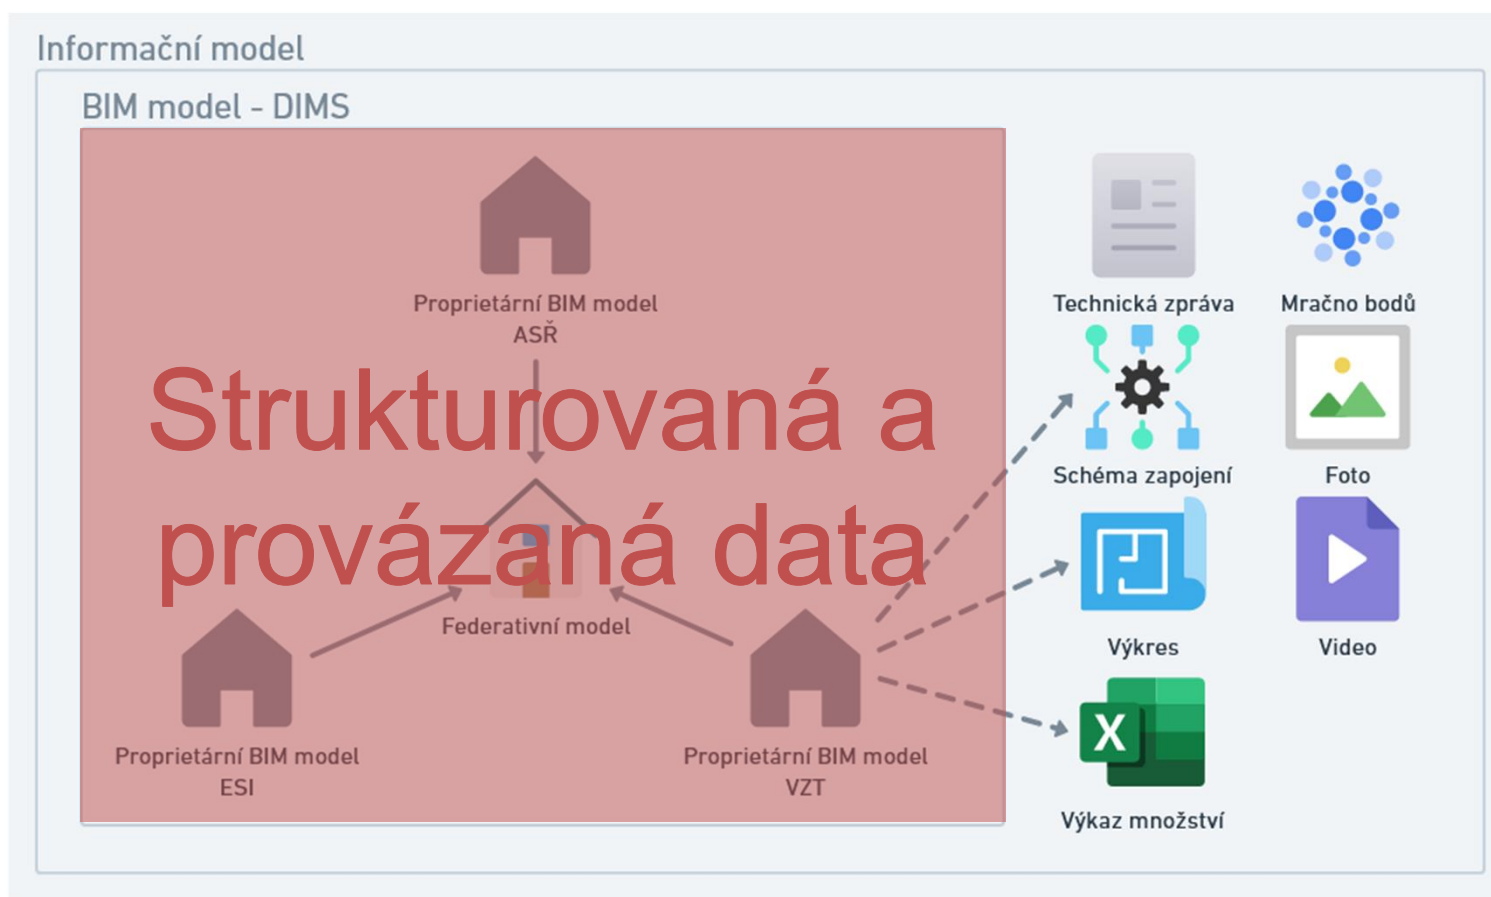 Informační model
BIM model - DIMS
Proprietární BIM model
ASŘ
Strukturovaná a
provázaná data
Federativní model
Proprietární BIM model
ESI
Proprietární BIM model
VZT
Technická zpráva
Mračno bodů
Schéma zapojení
Foto
Výkres
Video
X
Výkaz množství